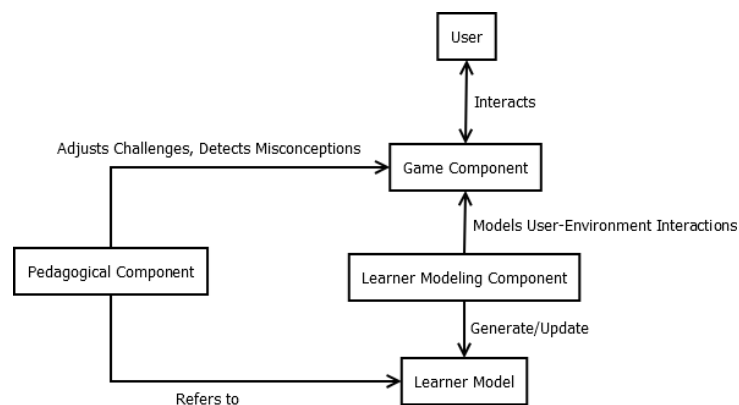 User
Interacts
Adjusts Challenges, Detects Misconceptions
Game Component
Models User-Environment Interactions
Pedagogical Component
Learner Modeling Component
Generate/Update
Learner Model
Refers to